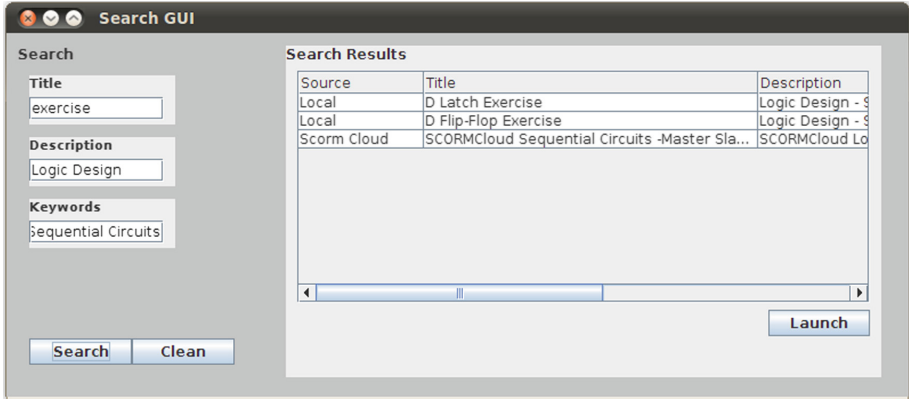 Search GUI
Search
Title
exercise
Description
Logic Design
Keywords
Sequential Circuits
Search Clean
Search Results
Source Title Description
Local D Latch Exercise Logic Design - S
Local D Flip-Flop Exercise Logic Design - S
Scorm Cloud SCORMCloud Sequential Circuits -Master Sla... SCORMCloud Lo
Launch